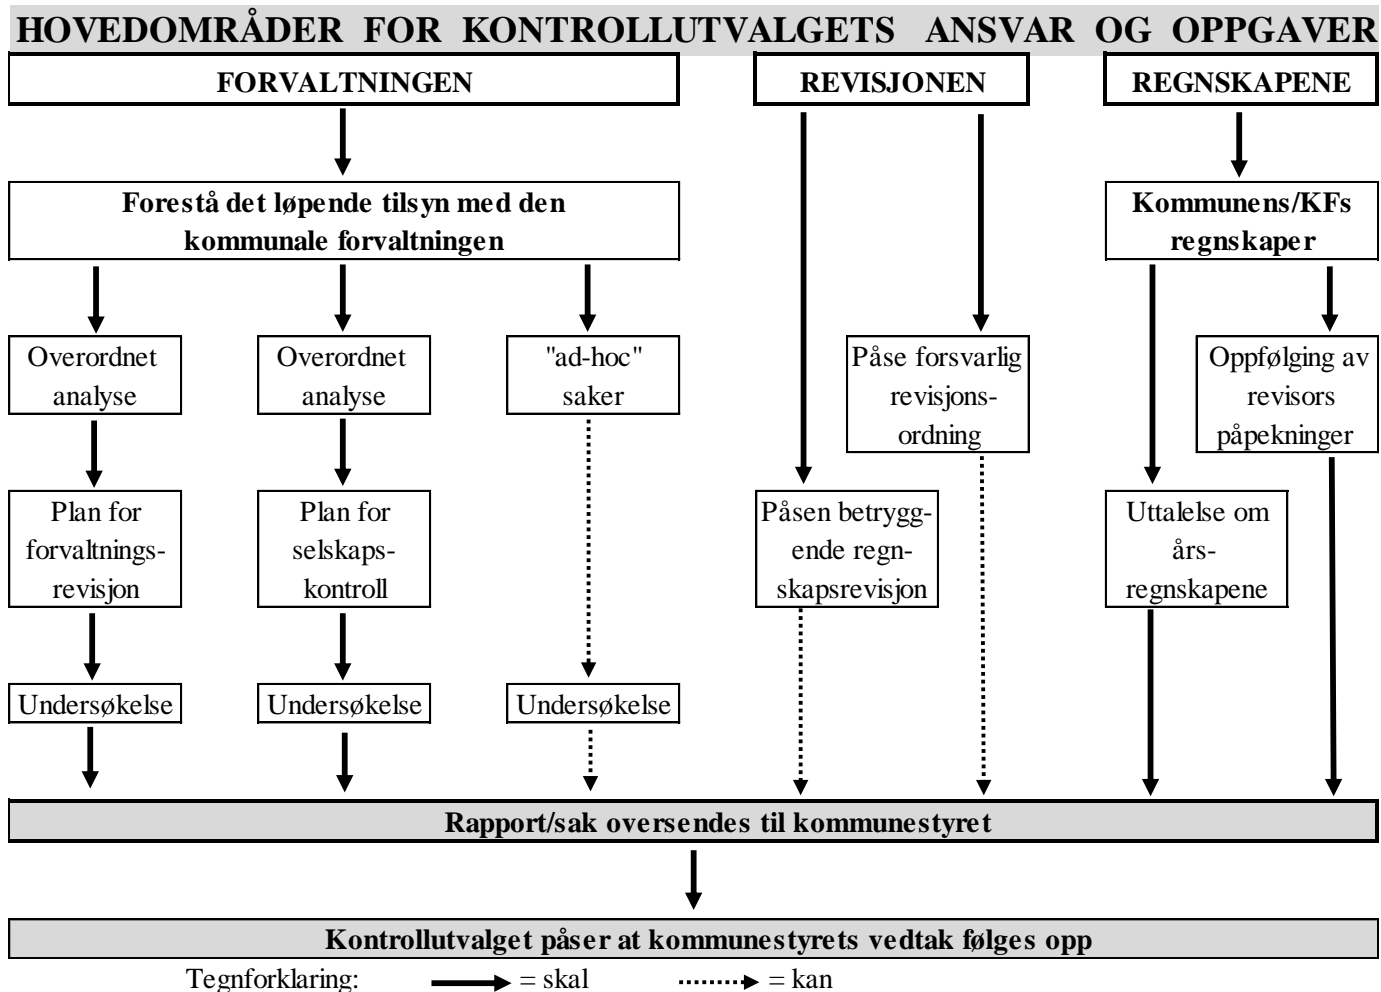 HOVEDOMRÅDER FOR KONTROLLUTVALGETS ANSVAR OG OPPGAVER
FORVALTNINGEN
REVISJONEN
REGNSKAPENE
Forestå det løpende tilsyn med den
kommunale forvaltningen
Kommunens/KFs
regnskaper
Overordnet
analyse
Overordnet
analyse
"ad-hoc"
saker
Påse forsvarlig
revisjons-
ordning
Oppfølging av
revisors
påpekninger
Plan for
forvaltnings-
revisjon
Plan for
selskaps-
kontroll
Påsen betrygg-
ende regn-
skapsrevisjon
Uttalelse om
års-
regnskapene
Undersøkelse
Undersøkelse
Undersøkelse
Rapport/sak oversendes til kommunestyret
Kontrollutvalget påser at kommunestyrets vedtak følges opp
Tegnforklaring: = skal = kan